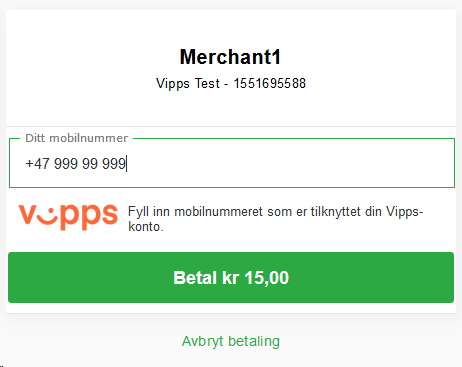 Merchant1
Vipps Test - 1551695588
Ditt mobilnummer
+47 999 99 999
vipps
Fyll inn mobilnummeret som er tilknyttet din Vipps-
konto.
Betal kr 15,00
Avbryt betaling